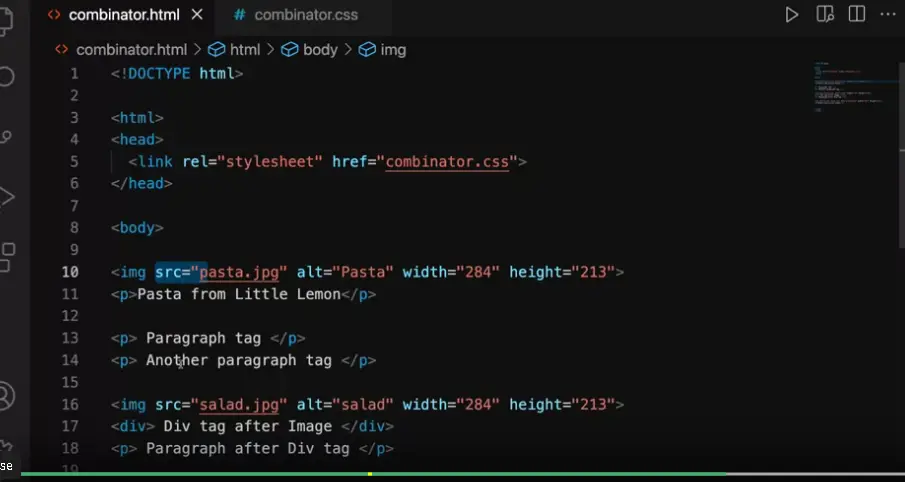 combinator.html combinator.css
combinator.html > html > body > img
1 <!DOCTYPE html>
2
3 <html>
4 <head>
5 <link rel="stylesheet" href="combinator.css">
6 </head>
7
8 <body>
9
10 <img src="pasta.jpg" alt="Pasta" width="284" height="213">
11 <p>Pasta from Little Lemon</p>
12
13 <p> Paragraph tag </p>
14 <p> Another paragraph tag </p>
15
16 <img src="salad.jpg" alt="salad" width="284" height="213">
17 <div> Div tag after Image </div>
18 <p> Paragraph after Div tag </p>
se
19